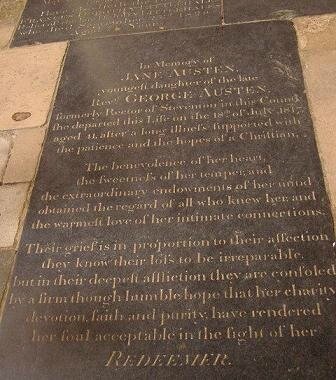 In Memory of
JANE AUSTEN,
youngest daughter of the late
Revd GEORGE AUSTEN,
formerly Rector of Steventon in this County
she departed this Life on the 18th of July 1817,
aged 41, after a long illness supported with
the patience and the hopes of a Christian.
The benevolence of her heart,
the sweetness of her temper, and
the extraordinary endowments of her mind
obtained the regard of all who knew her, and
the warmest love of her intimate connections.
Their grief is in proportion to their affection
they know their loss to be irreparable,
but in their deepest affliction they are consoled
by a firm though humble hope that her charity,
devotion, faith and purity, have rendered
her soul acceptable in the sight of her
REDEEMER.